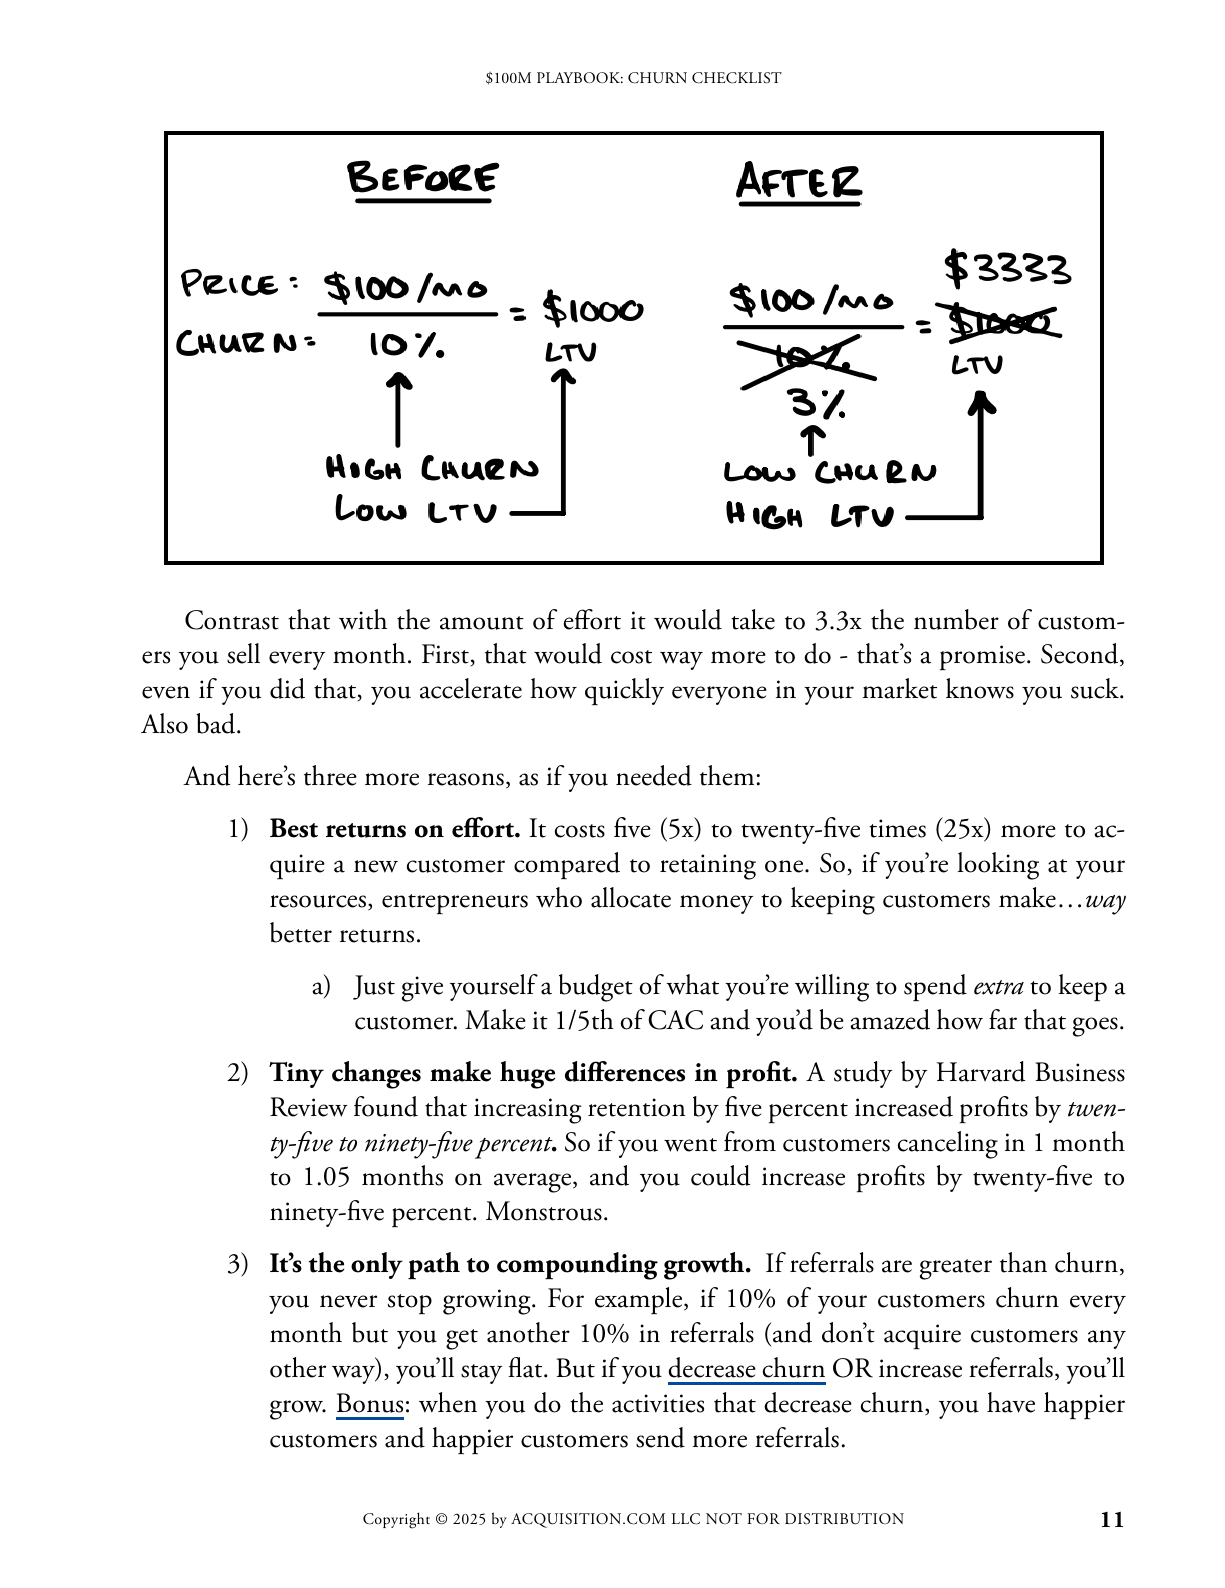 $100M PLAYBOOK: CHURN CHECKLIST
BEFORE
PRICE: $100/MO = $1000
CHURN= 10% LTV
HIGH CHURN
LOW LTV
AFTER
$3333
$100/MO = $1000
10% LTV
3%
LOW CHURN
HIGH LTV
Contrast that with the amount of effort it would take to 3.3x the number of custom-
ers you sell every month. First, that would cost way more to do - that's a promise. Second,
even if you did that, you accelerate how quickly everyone in your market knows you suck.
Also bad.
And here's three more reasons, as if you needed them:
1) Best returns on effort. It costs five (5x) to twenty-five times (25x) more to ac-
quire a new customer compared to retaining one. So, if you're looking at your
resources, entrepreneurs who allocate money to keeping customers make…way
better returns.
a) Just give yourself a budget of what you're willing to spend extra to keep a
customer. Make it 1/5th of CAC and you'd be amazed how far that goes.
2) Tiny changes make huge differences in profit. A study by Harvard Business
Review found that increasing retention by five percent increased profits by twen-
ty-five to ninety-five percent. So if you went from customers canceling in 1 month
to 1.05 months on average, and you could increase profits by twenty-five to
ninety-five percent. Monstrous.
3) It's the only path to compounding growth. If referrals are greater than churn,
you never stop growing. For example, if 10% of your customers churn every
month but you get another 10% in referrals (and don't acquire customers any
other way), you'll stay flat. But if you decrease churn OR increase referrals, you'll
grow. Bonus: when you do the activities that decrease churn, you have happier
customers and happier customers send more referrals.
Copyright © 2025 by ACQUISITION.COM LLC NOT FOR DISTRIBUTION
11